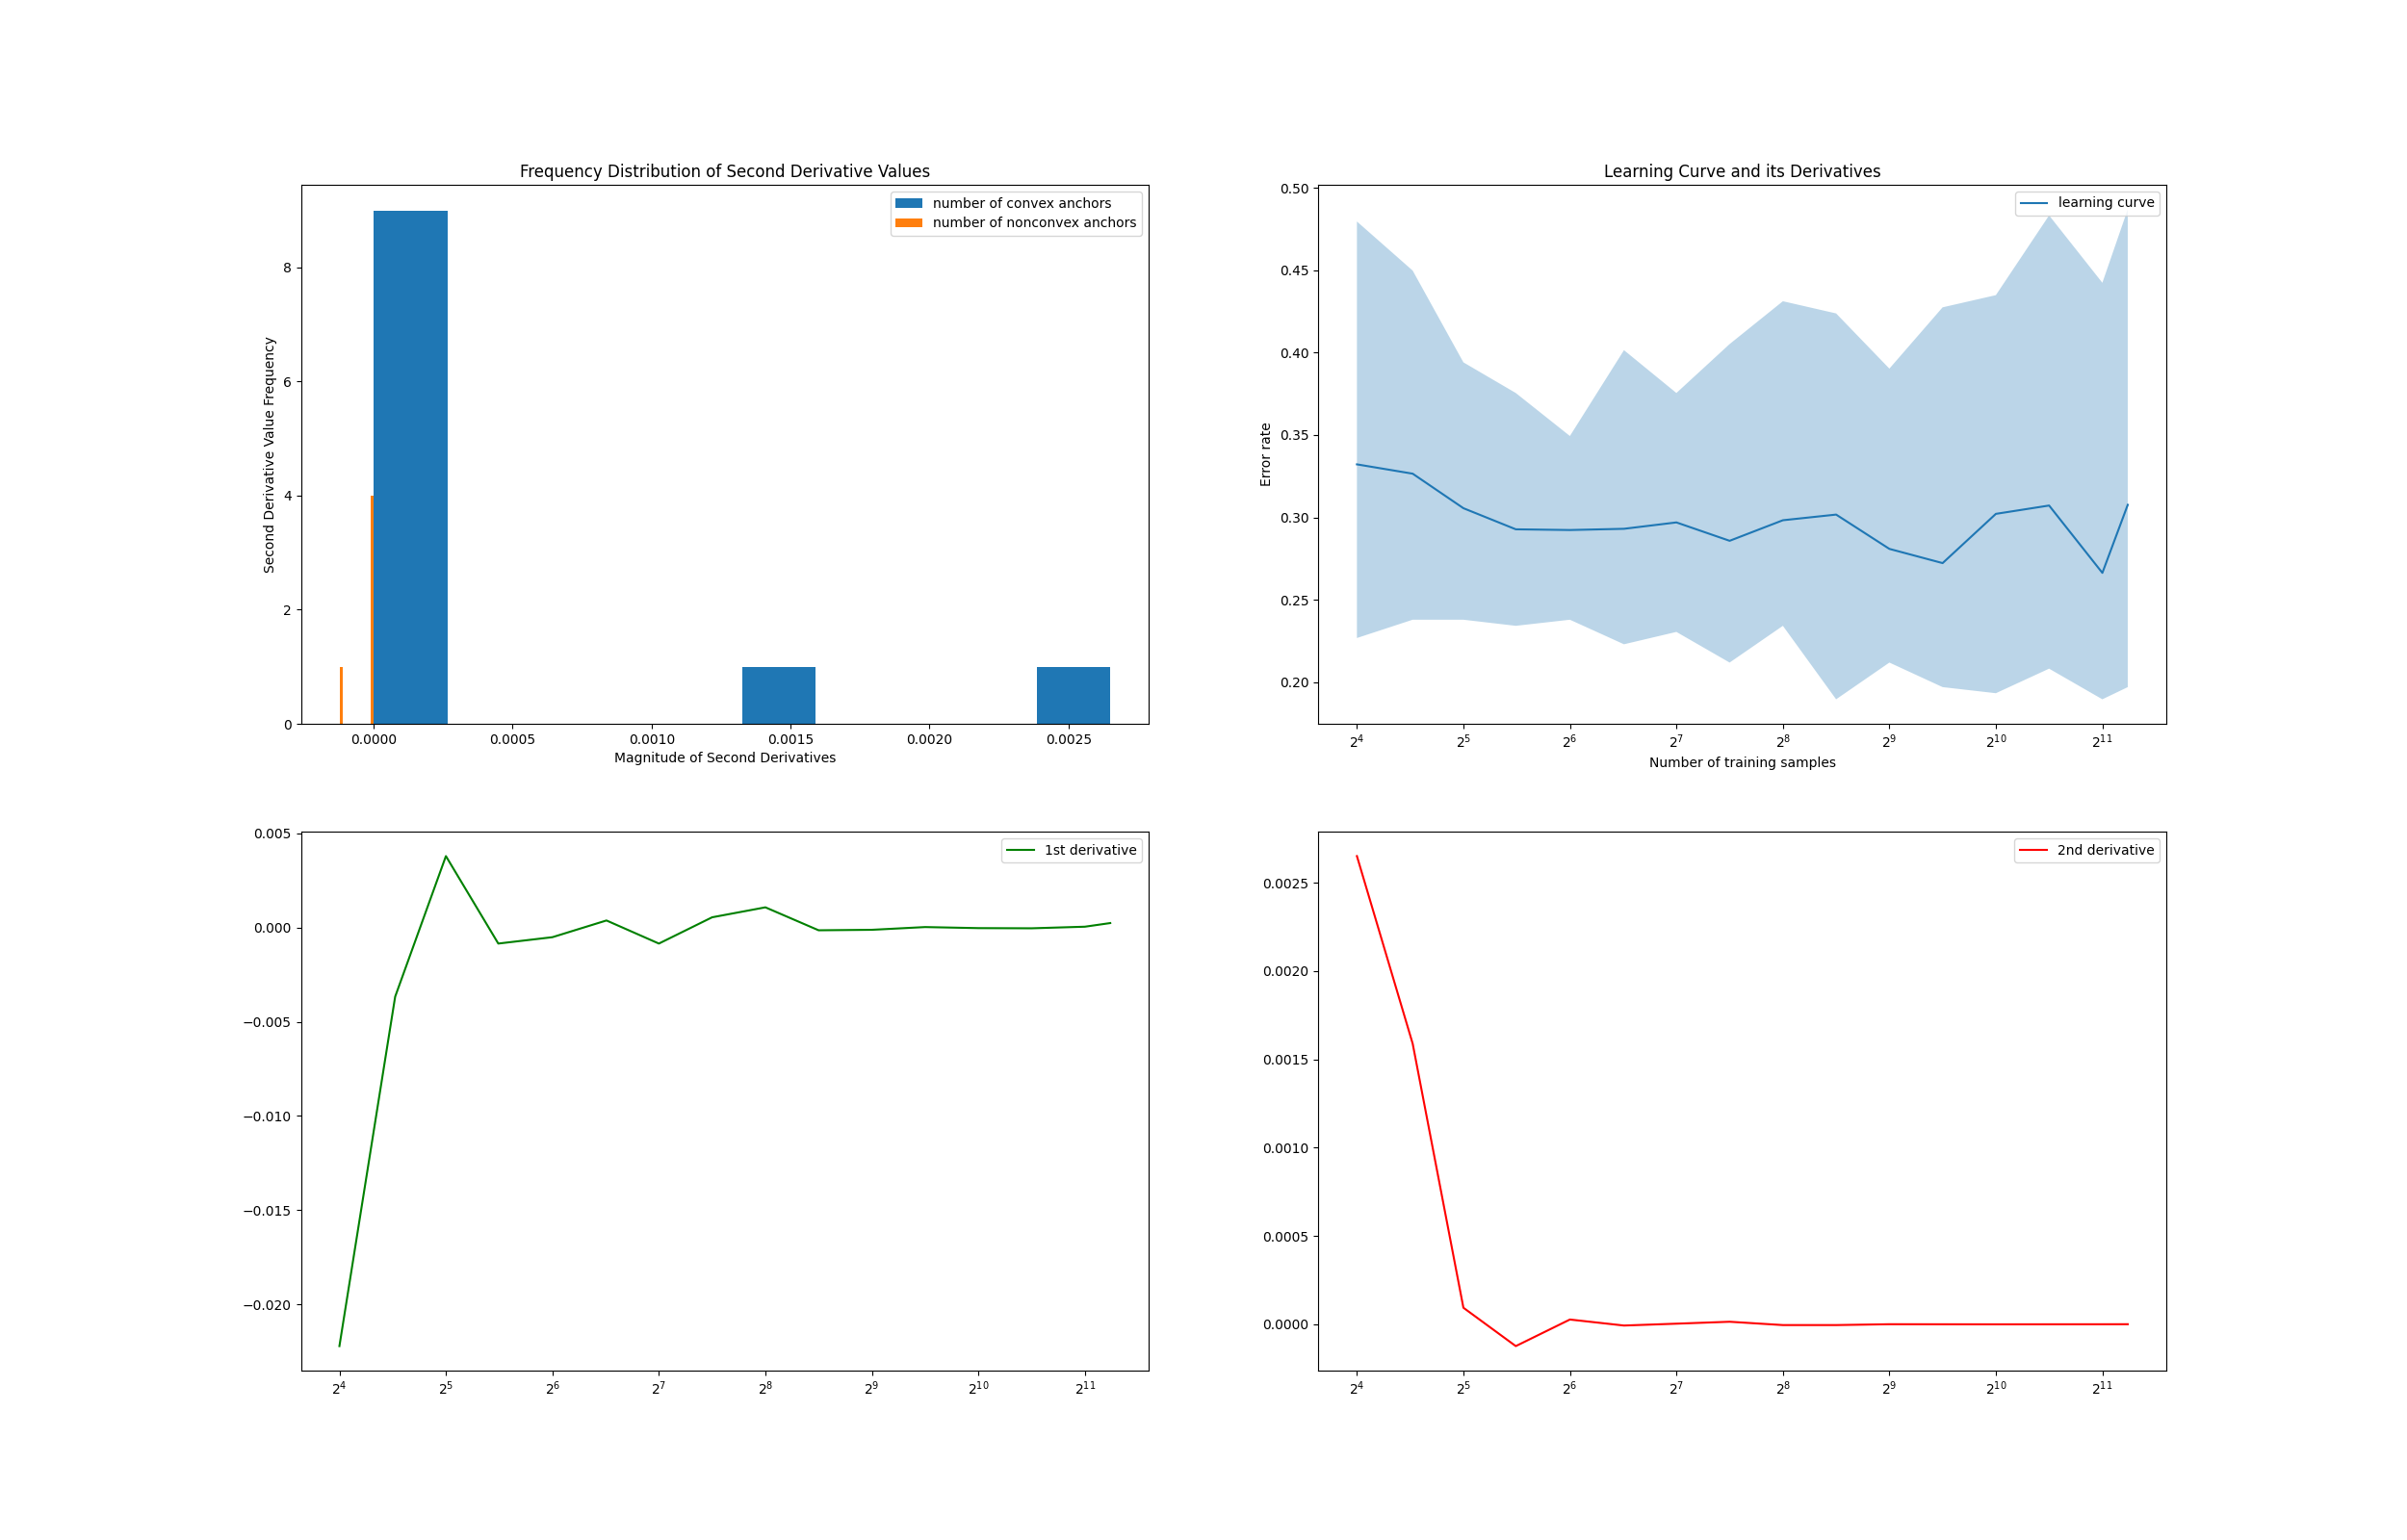 Frequency Distribution of Second Derivative Values
number of convex anchors
number of nonconvex anchors
Second Derivative Value Frequency
8
6
4
2
0
0.0000 0.0005 0.0010 0.0015 0.0020 0.0025
Magnitude of Second Derivatives
Learning Curve and its Derivatives
learning curve
Error rate
0.50
0.45
0.40
0.35
0.30
0.25
0.20
2⁴ 2⁵ 2⁶ 2⁷ 2⁸ 2⁹ 2¹⁰ 2¹¹
Number of training samples
1st derivative
0.005
0.000
−0.005
−0.010
−0.015
−0.020
2⁴ 2⁵ 2⁶ 2⁷ 2⁸ 2⁹ 2¹⁰ 2¹¹
2nd derivative
0.0025
0.0020
0.0015
0.0010
0.0005
0.0000
2⁴ 2⁵ 2⁶ 2⁷ 2⁸ 2⁹ 2¹⁰ 2¹¹